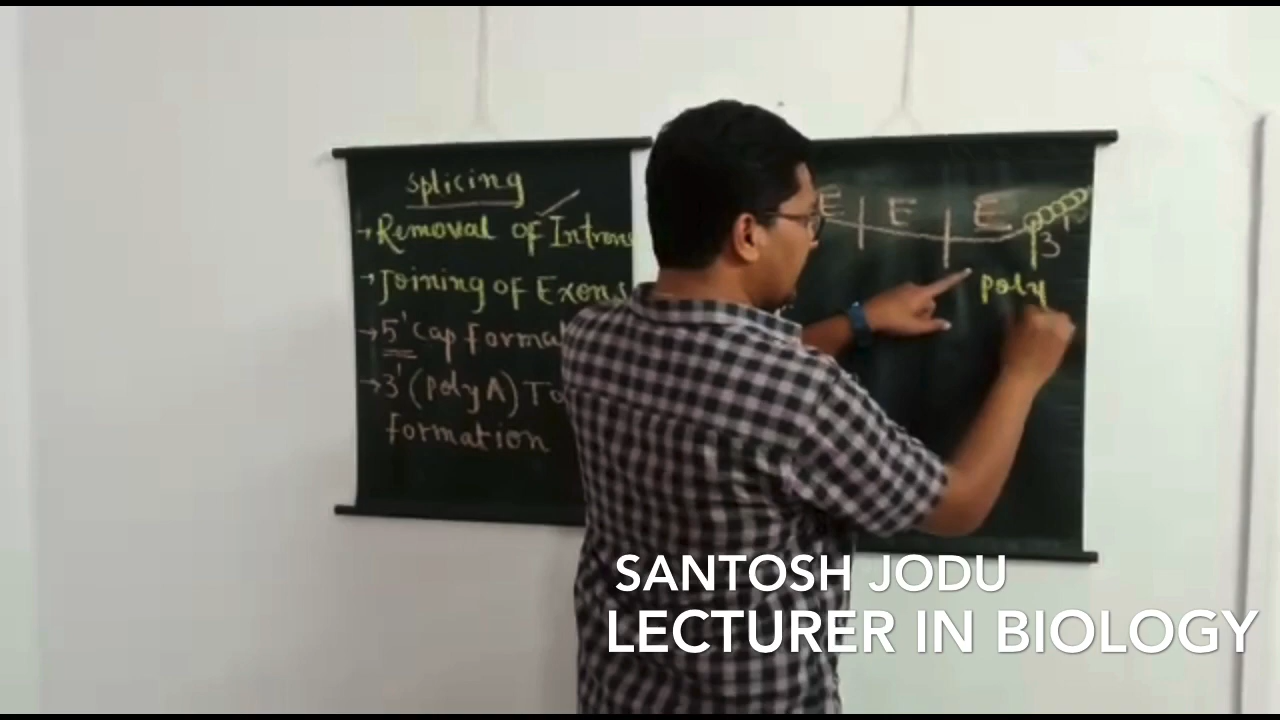 Splicing
→ Removal of Introns
→ Joining of Exons
→ 5' Cap Forma
→ 3' (poly A) Ta
formation
E E E
3'
poly
SANTOSH JODU
LECTURER IN BIOLOGY